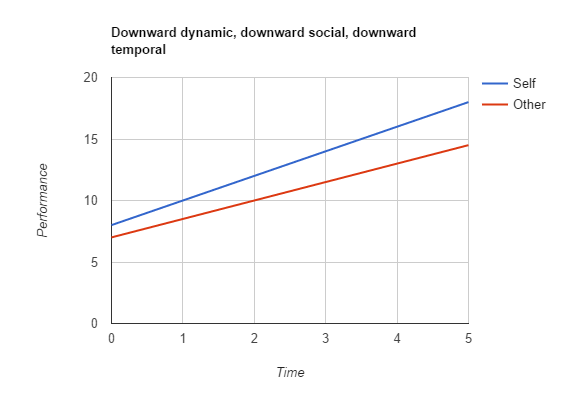 Downward dynamic, downward social, downward
temporal
Self
Other
20
15
10
5
0
Performance
0 1 2 3 4 5
Time